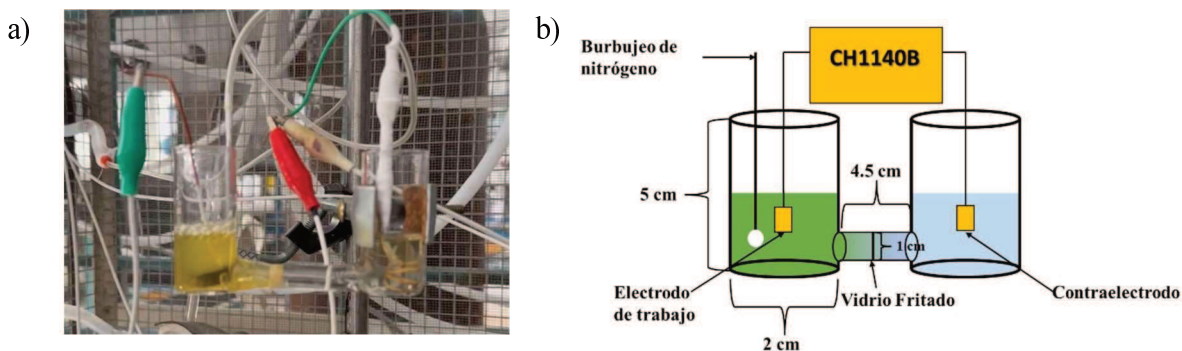 a)
b)
Burbujeo de
nitrógeno
CH1140B
5 cm
4.5 cm
1 cm
Electrodo
de trabajo
Vidrio Fritado
Contraelectrodo
2 cm